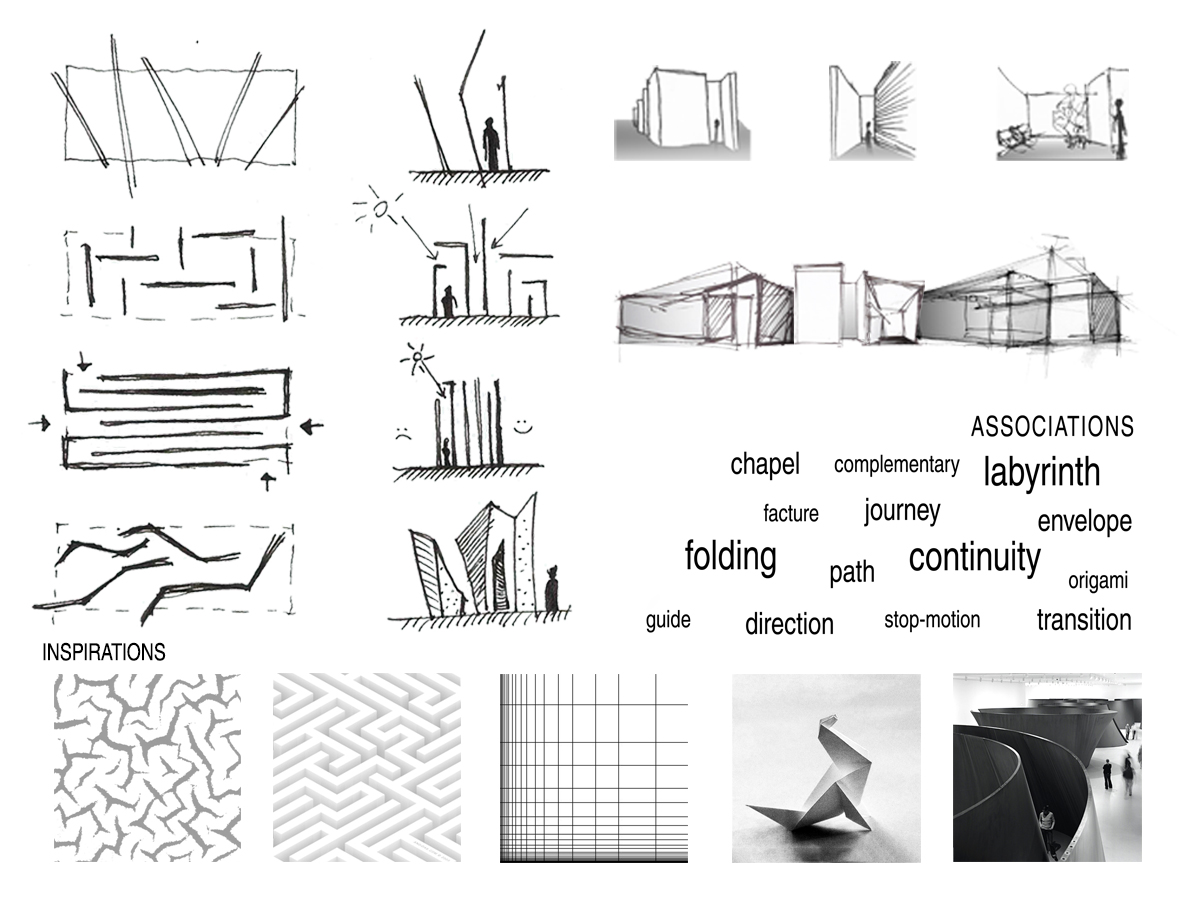 ASSOCIATIONS
chapel complementary labyrinth
facture journey envelope
folding path continuity origami
guide direction stop-motion transition
INSPIRATIONS